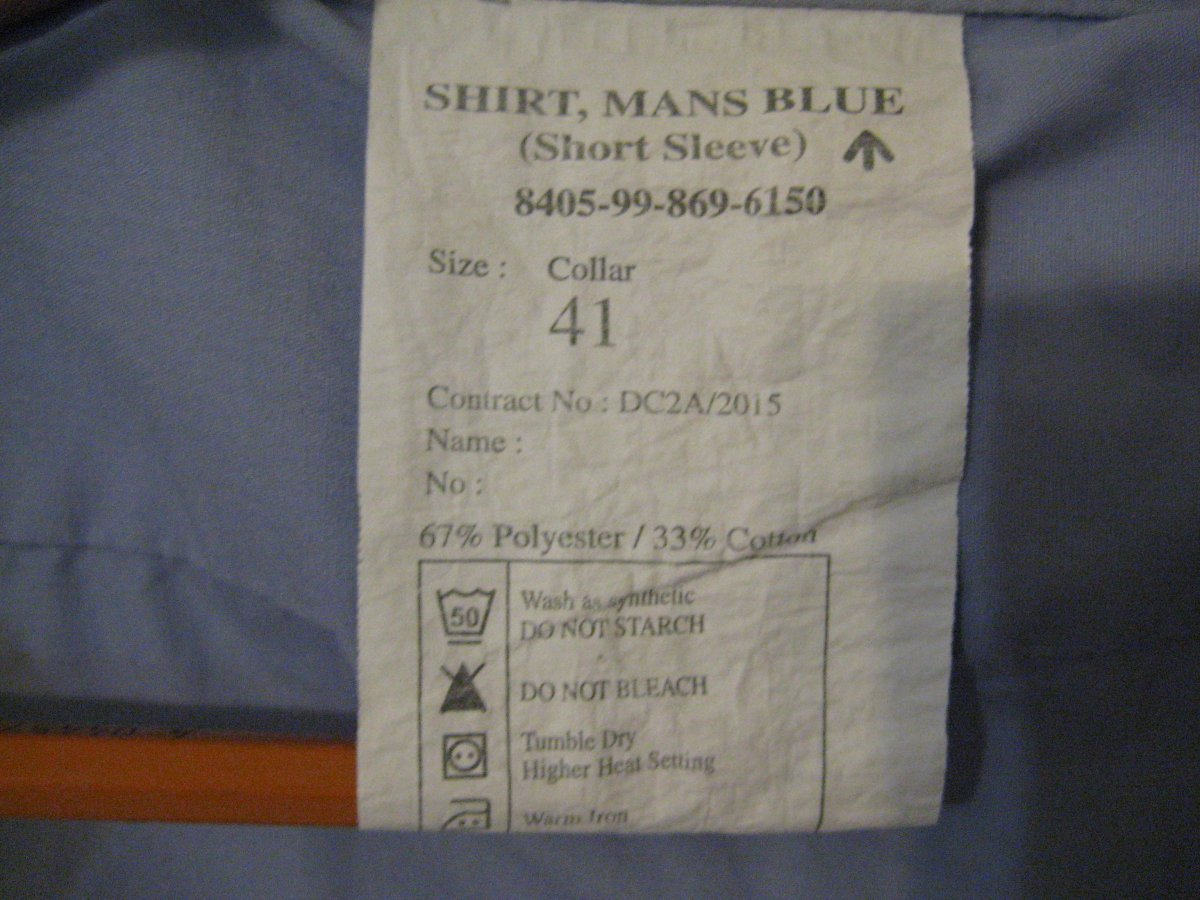 SHIRT, MANS BLUE
(Short Sleeve)
8405-99-869-6150
Size : Collar
41
Contract No : DC2A/2015
Name :
No :
67% Polyester / 33% Cotton
50
Wash as synthetic
DO NOT STARCH
DO NOT BLEACH
Tumble Dry
Higher Heat Setting
Warm Iron